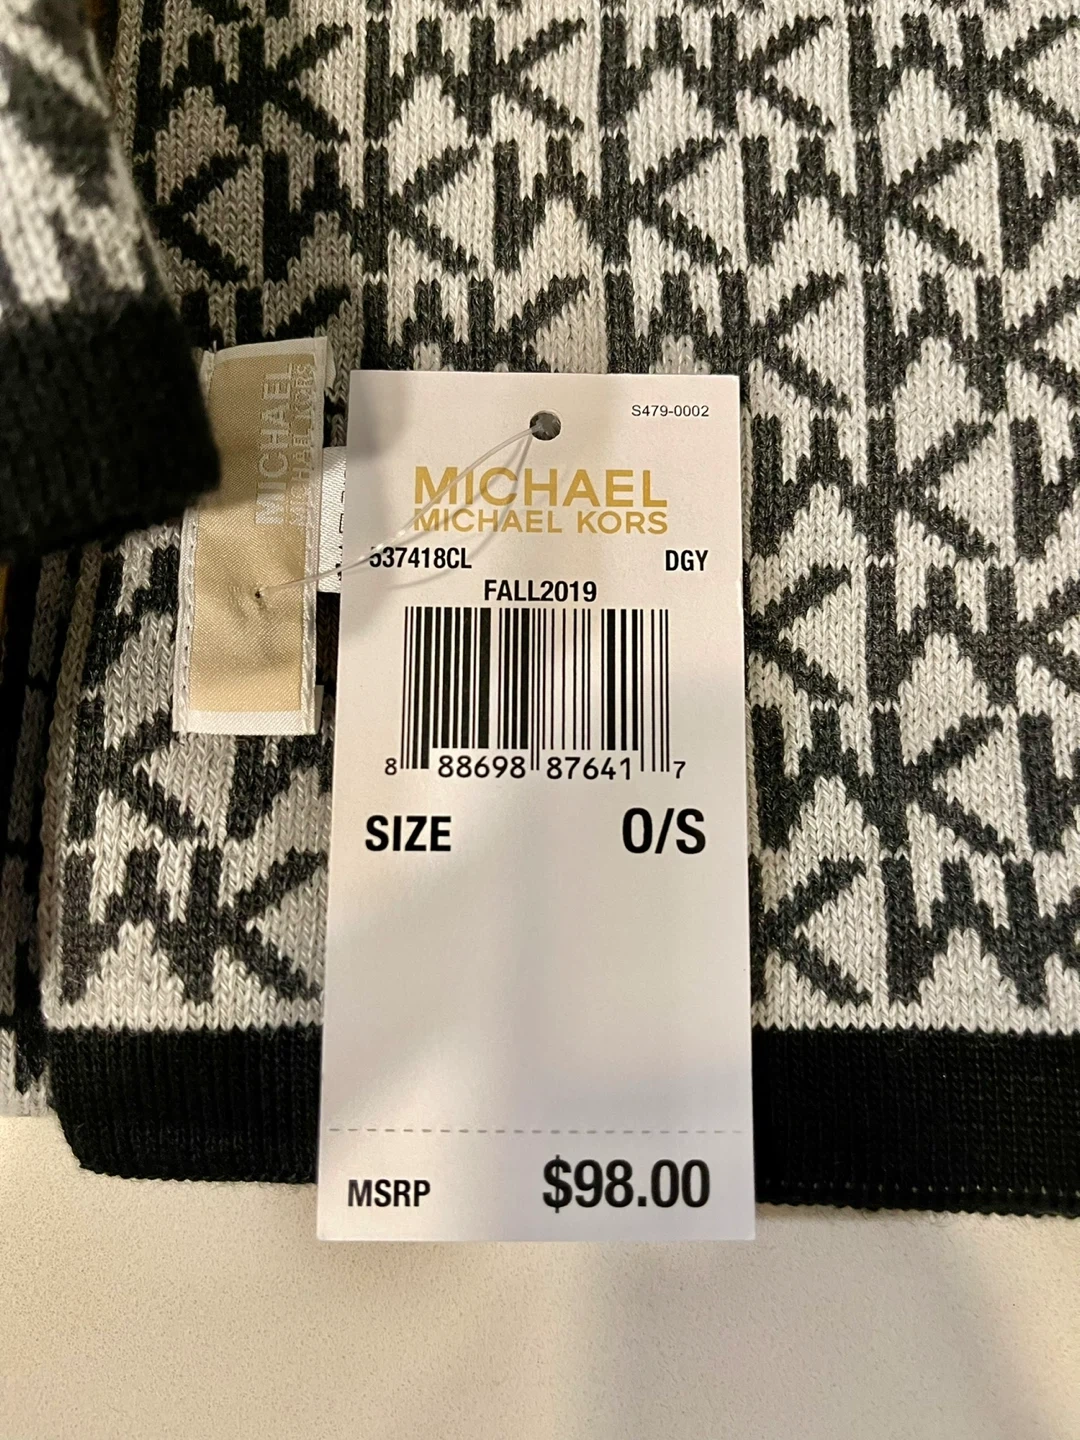 S479-0002
MICHAEL
MICHAEL KORS
537418CL DGY
FALL2019
8 88698 87641 7
SIZE O/S
MSRP $98.00
MICHAEL
MICHAEL KORS